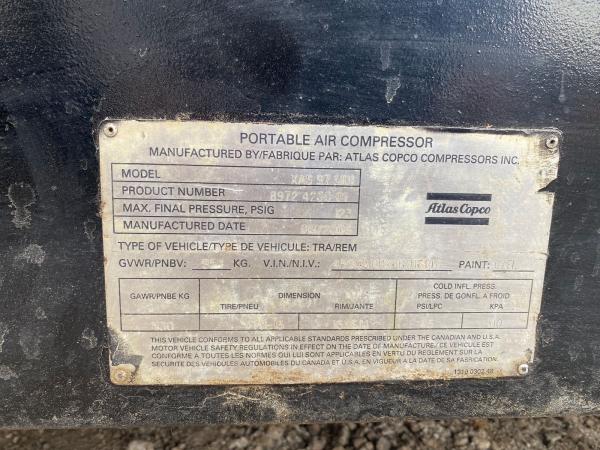 PORTABLE AIR COMPRESSOR
MANUFACTURED BY/FABRIQUE PAR: ATLAS COPCO COMPRESSORS INC.
MODEL XAS 97
PRODUCT NUMBER 8972
MAX. FINAL PRESSURE, PSIG 123
MANUFACTURED DATE
Atlas Copco
TYPE OF VEHICLE/TYPE DE VEHICULE: TRA/REM
GVWR/PNBV: KG. V.I.N./N.I.V.: PAINT:
GAWR/PNBE KG DIMENSION COLD INFL. PRESS.
PRESS. DE GONFL. A FROID
TIRE/PNEU RIM/JANTE PSI/LPC KPA
THIS VEHICLE CONFORMS TO ALL APPLICABLE STANDARDS PRESCRIBED UNDER THE CANADIAN AND U.S.A.
MOTOR VEHICLE SAFETY REGULATIONS IN EFFECT ON THE DATE OF MANUFACTURE / CE VEHICULE EST
CONFORME A TOUTES LES NORMES QUI LUI SONT APPLICABLES EN VERTU DU REGLEMENT SUR LA
SECURITE DES VEHICULES AUTOMOBILES DU CANADA ET U.S.A. EN VIGUEUR A LA DATE DE SA FABRICATION.